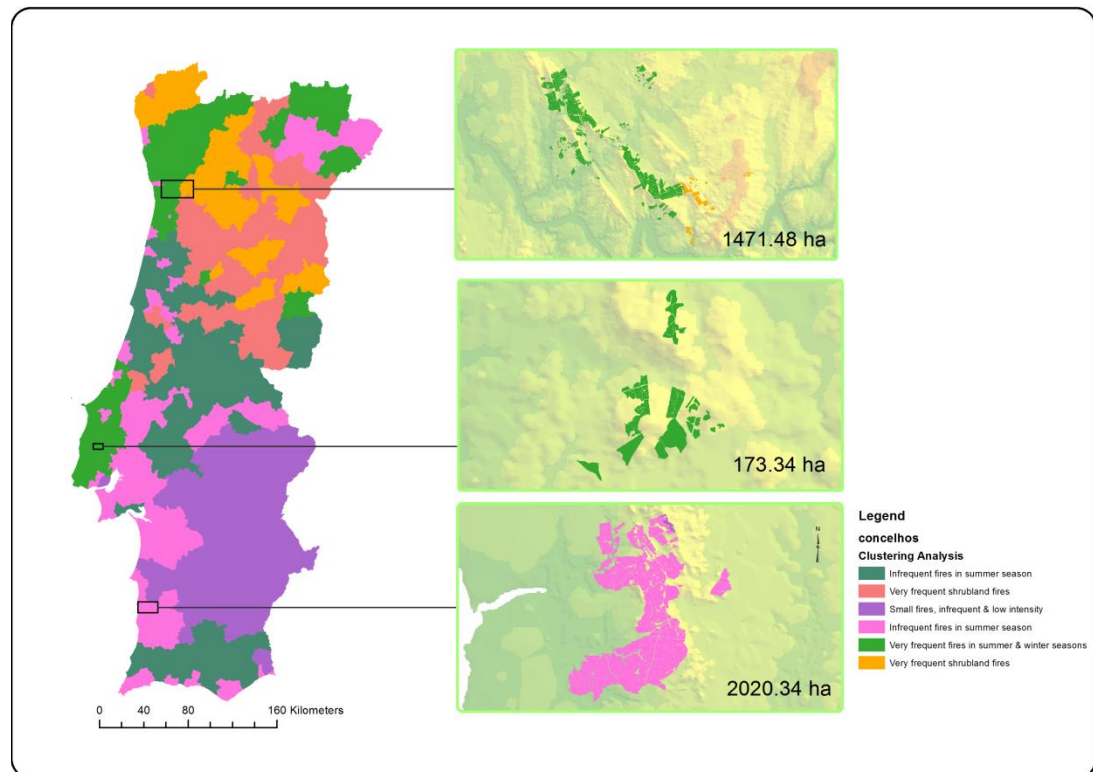 1471.48 ha
173.34 ha
2020.34 ha
N
Legend
concelhos
Clustering Analysis
Infrequent fires in summer season
Very frequent shrubland fires
Small fires, infrequent & low intensity
Infrequent fires in summer season
Very frequent fires in summer & winter seasons
Very frequent shrubland fires
0 40 80 160 Kilometers